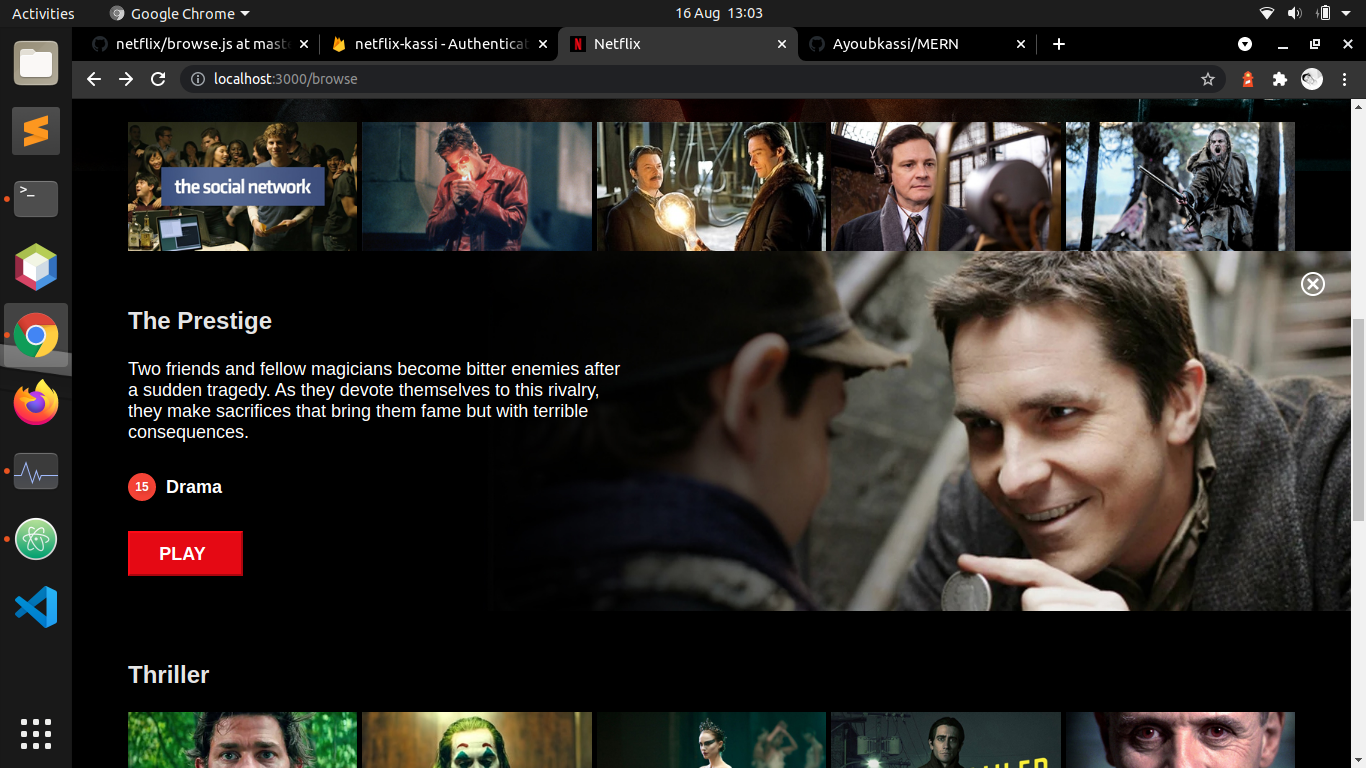 Activities
Google Chrome
16 Aug 13:03
netflix/browse.js at mast
netflix-kassi - Authentica
Netflix
Ayoubkassi/MERN
localhost:3000/browse
the social network
The Prestige
Two friends and fellow magicians become bitter enemies after
a sudden tragedy. As they devote themselves to this rivalry,
they make sacrifices that bring them fame but with terrible
consequences.
15 Drama
PLAY
Thriller